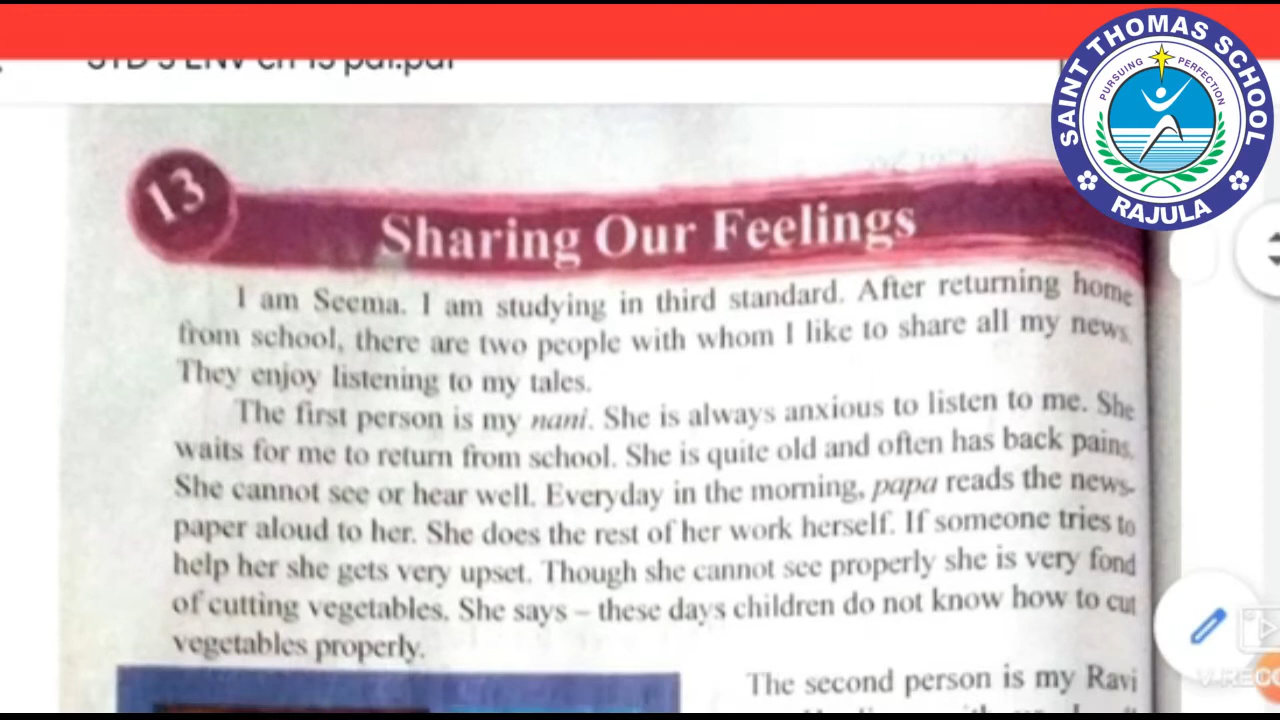 SAINT THOMAS SCHOOL
PURSUING PERFECTION
RAJULA
13
Sharing Our Feelings
I am Seema. I am studying in third standard. After returning home
from school, there are two people with whom I like to share all my news.
They enjoy listening to my tales.
The first person is my nani. She is always anxious to listen to me. She
waits for me to return from school. She is quite old and often has back pains.
She cannot see or hear well. Everyday in the morning, papa reads the news-
paper aloud to her. She does the rest of her work herself. If someone tries to
help her she gets very upset. Though she cannot see properly she is very fond
of cutting vegetables. She says – these days children do not know how to cut
vegetables properly.
The second person is my Ravi